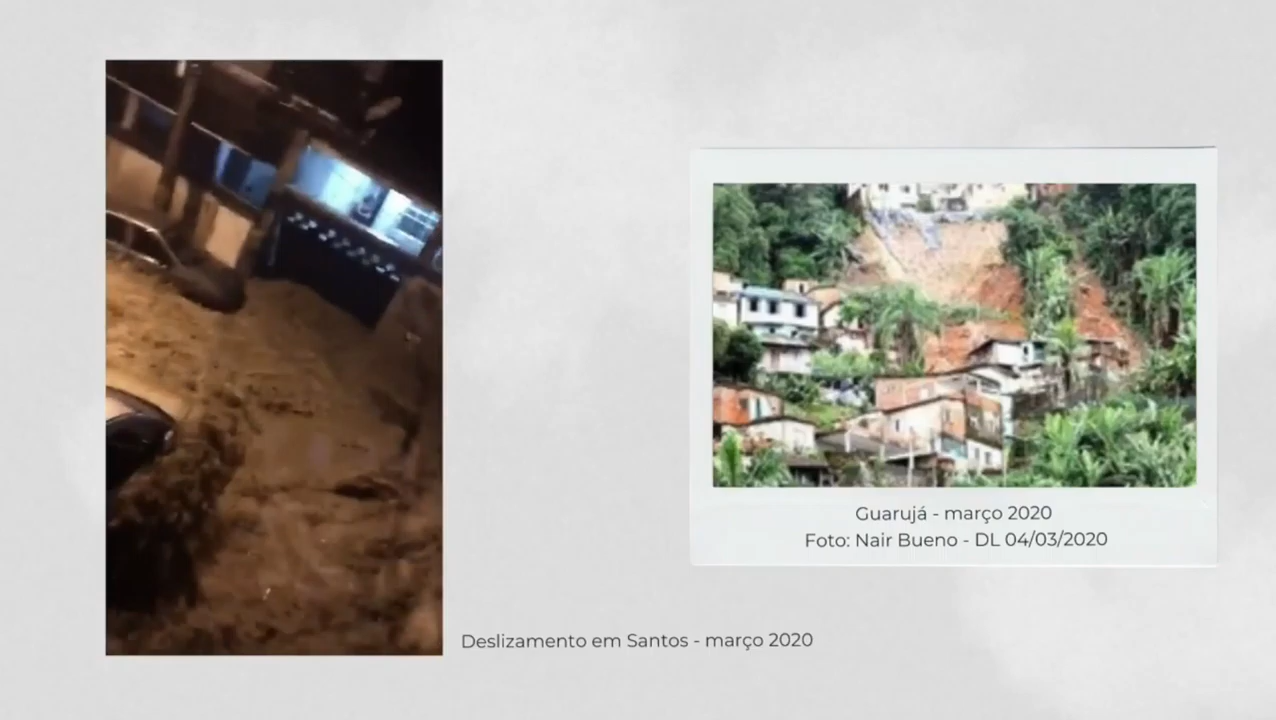 Guarujá - março 2020
Foto: Nair Bueno - DL 04/03/2020
Deslizamento em Santos - março 2020